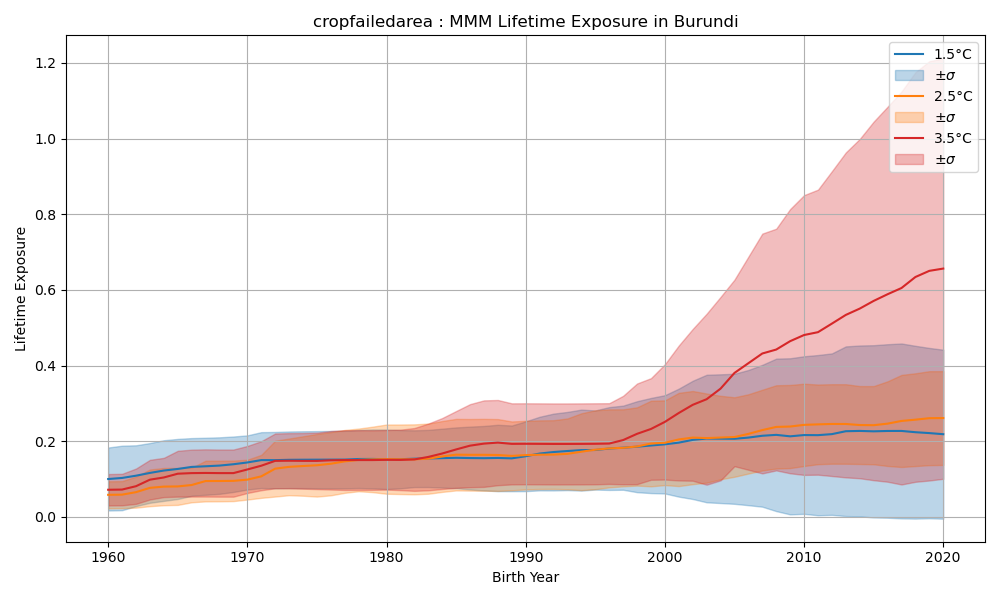 cropfailedarea : MMM Lifetime Exposure in Burundi
1.5°C
±σ
2.5°C
±σ
3.5°C
±σ
Lifetime Exposure
1.2
1.0
0.8
0.6
0.4
0.2
0.0
1960 1970 1980 1990 2000 2010 2020
Birth Year